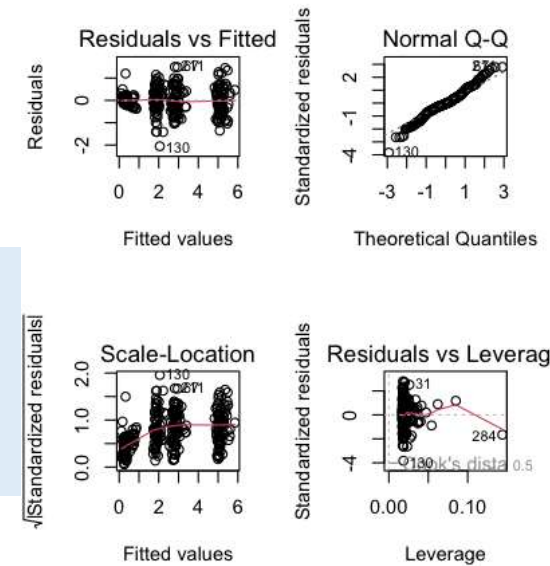 Residuals vs Fitted
Residuals
0
-2
130
0 2 4 6
Fitted values
Normal Q-Q
Standardized residuals
2
-1
-4
130
-3 -1 1 3
Theoretical Quantiles
Scale-Location
√|Standardized residuals|
2.0
1.0
0.0
130
0 2 4 6
Fitted values
Residuals vs Leverag
Standardized residuals
0
-4
31
284
130
0.5
0.00 0.10
Leverage